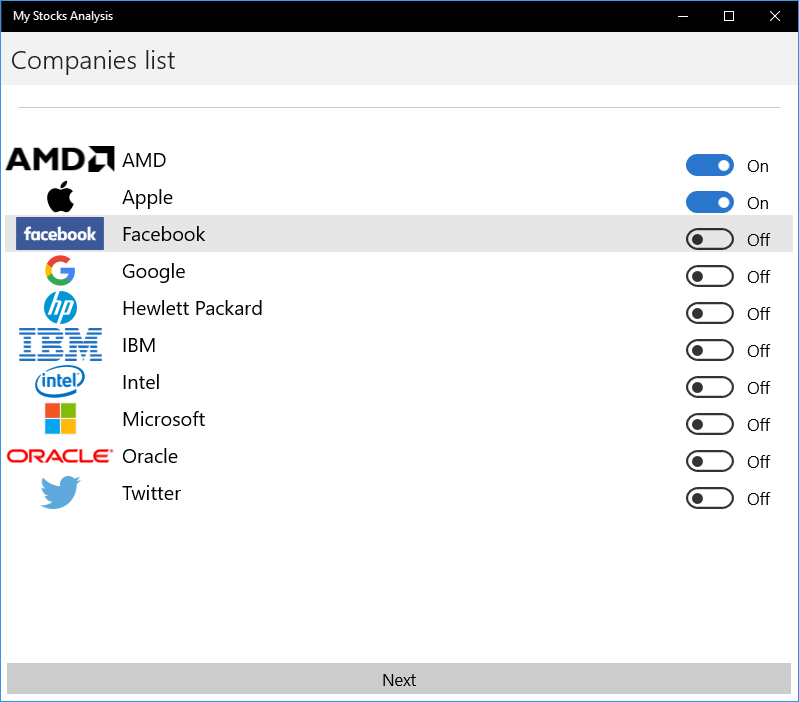 My Stocks Analysis
Companies list
AMD AMD On
Apple On
facebook Facebook Off
Google Off
hp Hewlett Packard Off
IBM IBM Off
intel Intel Off
Microsoft Off
ORACLE Oracle Off
Twitter Off
Next